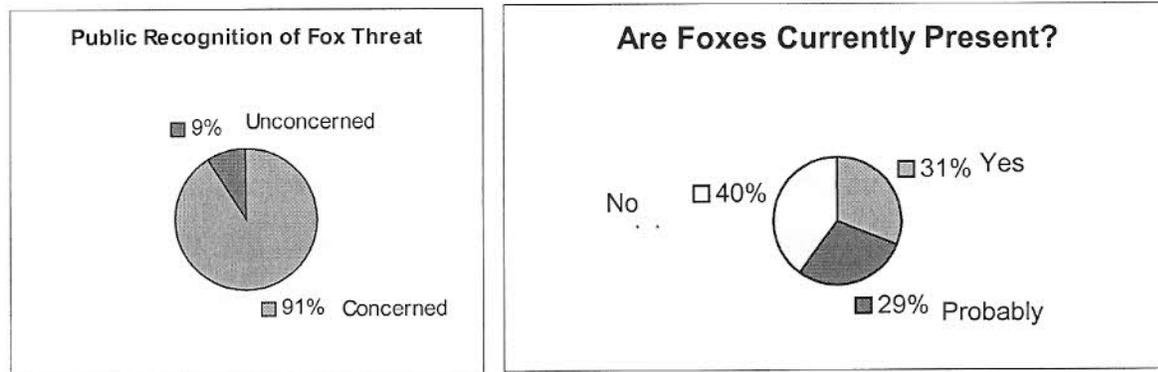 Public Recognition of Fox Threat
9% Unconcerned
91% Concerned
Are Foxes Currently Present?
31% Yes
No 40%
29% Probably